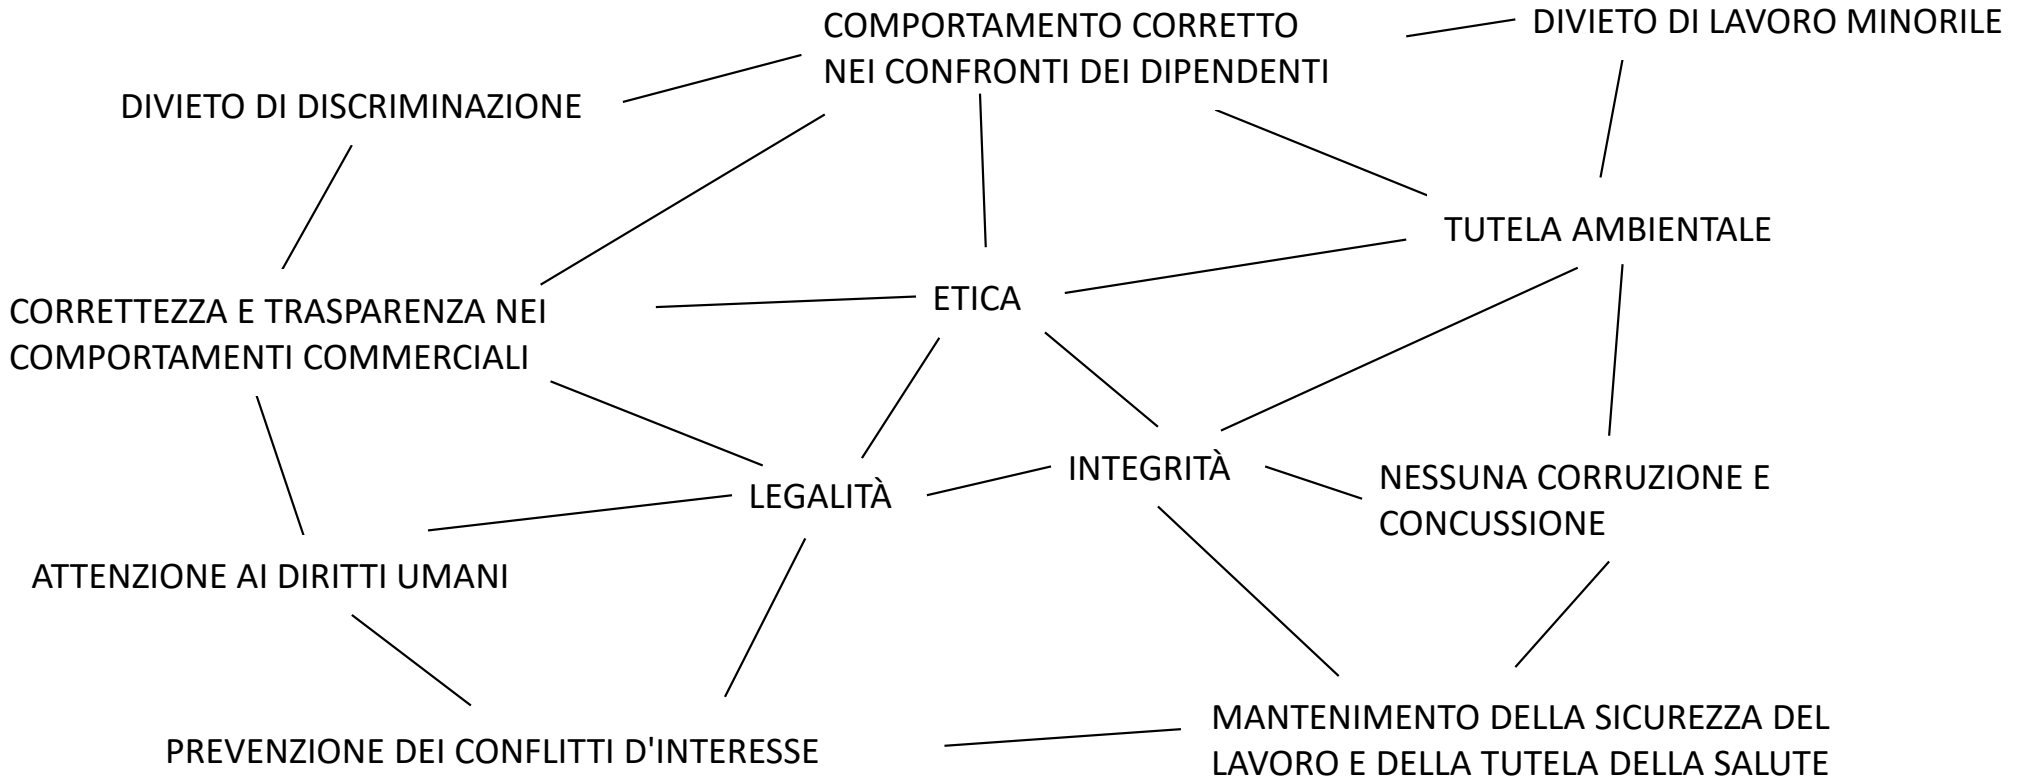 COMPORTAMENTO CORRETTO
NEI CONFRONTI DEI DIPENDENTI
DIVIETO DI LAVORO MINORILE
DIVIETO DI DISCRIMINAZIONE
TUTELA AMBIENTALE
ETICA
CORRETTEZZA E TRASPARENZA NEI
COMPORTAMENTI COMMERCIALI
INTEGRITÀ
LEGALITÀ
NESSUNA CORRUZIONE E
CONCUSSIONE
ATTENZIONE AI DIRITTI UMANI
PREVENZIONE DEI CONFLITTI D'INTERESSE
MANTENIMENTO DELLA SICUREZZA DEL
LAVORO E DELLA TUTELA DELLA SALUTE